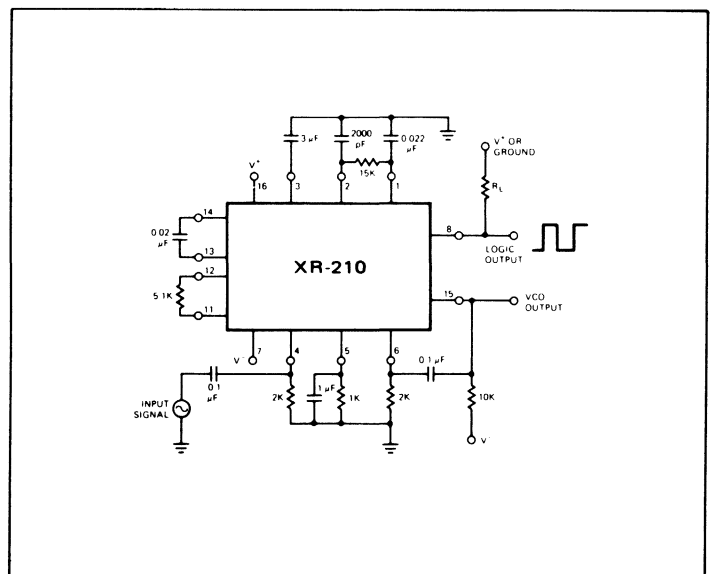 3 μF
2000 pF
0.022 μF
15K
V⁺
16
3
2
1
V⁺ OR GROUND
R_L
14
0 02 μF
13
12
5 1K
11
XR-210
8
LOGIC OUTPUT
15
VCO OUTPUT
7
V⁻
4
5
6
0 1 μF
0 1 μF
INPUT SIGNAL
2K
1 μF
1K
2K
10K
V⁻